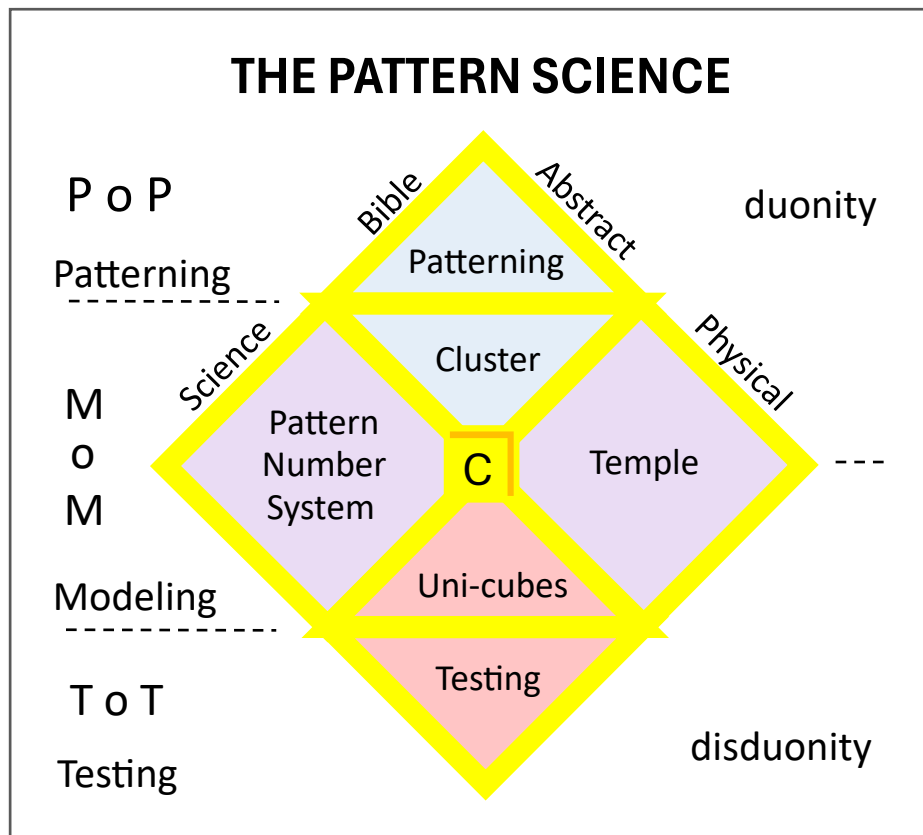 THE PATTERN SCIENCE
P o P
Bible
Abstract
duonity
Patterning
Patterning
Science
Cluster
Physical
M
o
M
Pattern
Number
System
C
Temple
Modeling
Uni-cubes
Testing
T o T
disduonity
Testing